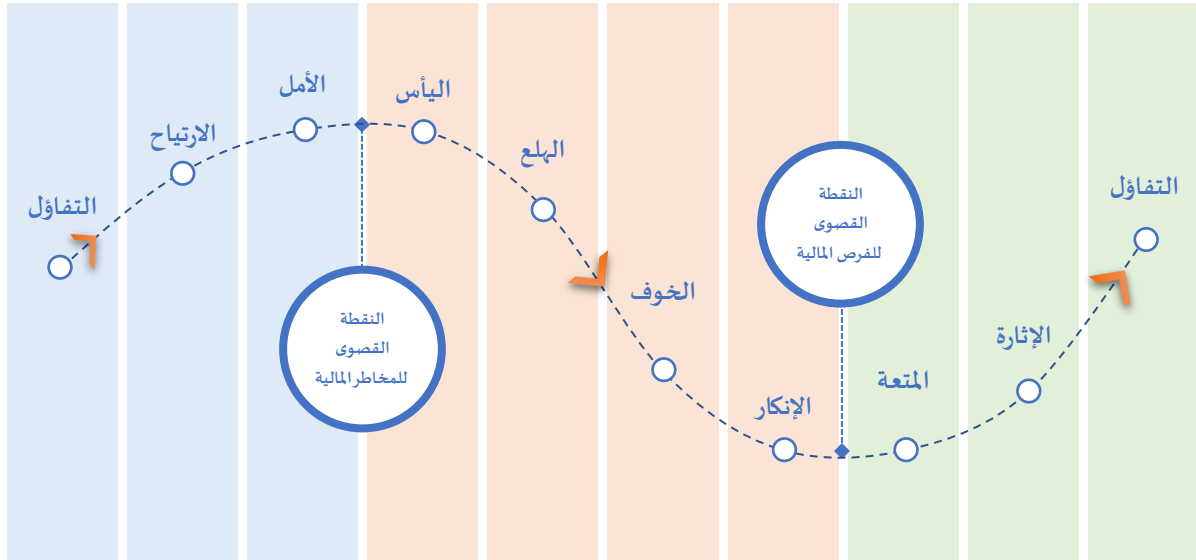 التفاؤل
الارتياح
الأمل
اليأس
الهلع
الخوف
الإنكار
المتعة
الإثارة
التفاؤل
النقطة
القصوى
للمخاطر المالية
النقطة
القصوى
للفرص المالية